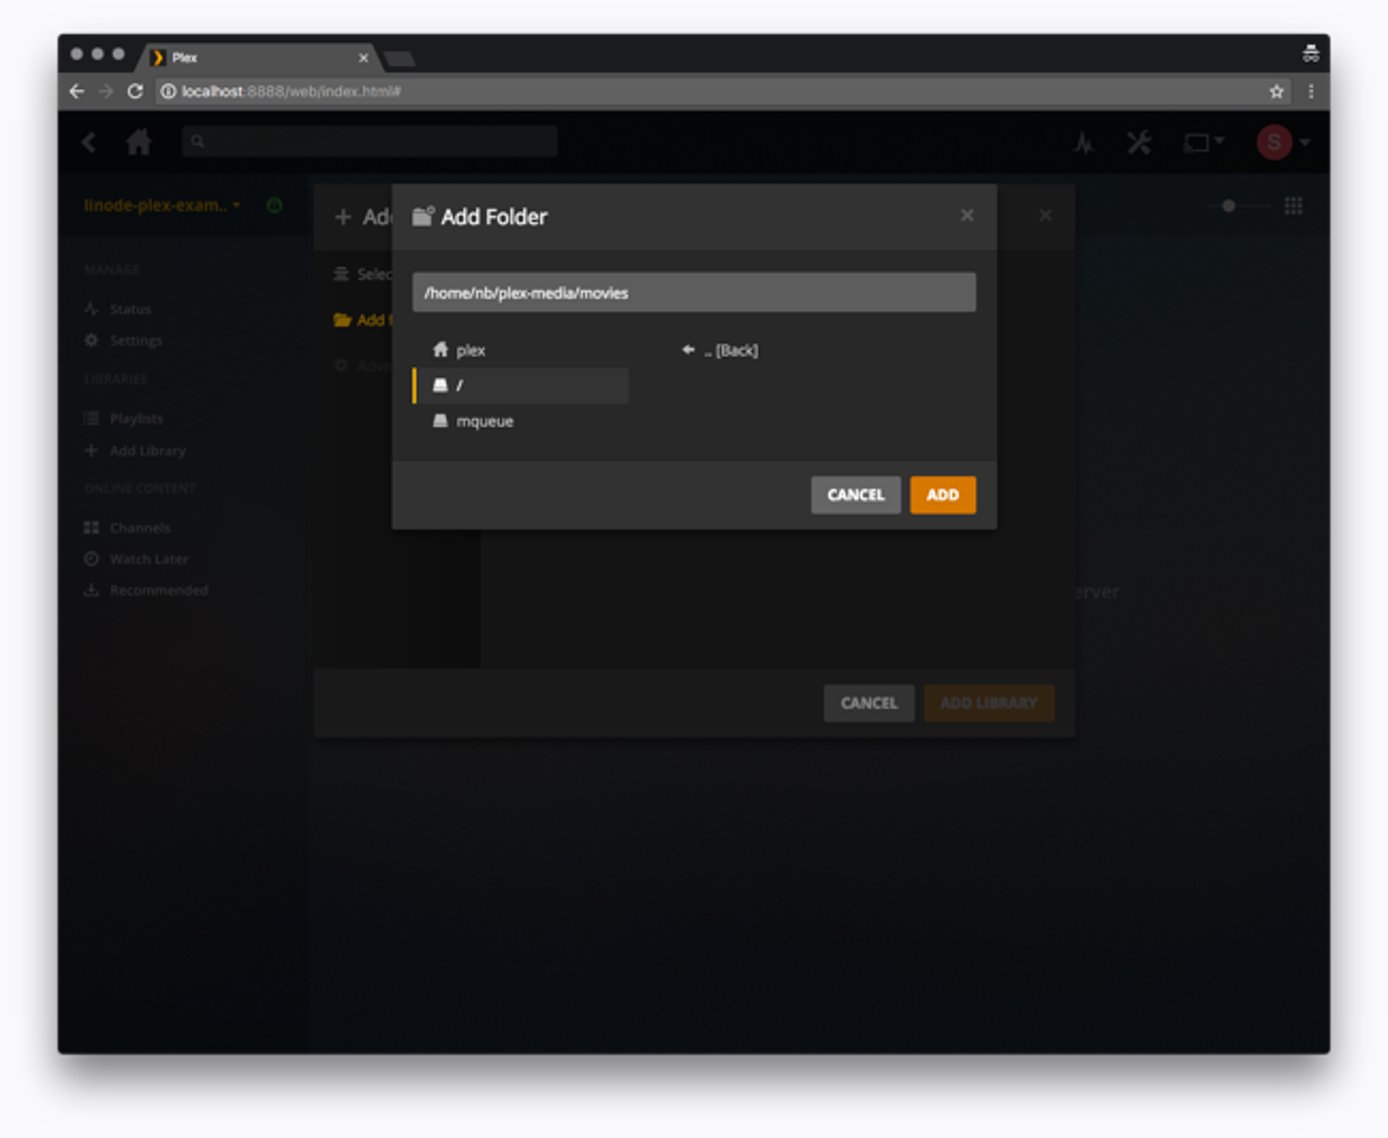 Plex
localhost:8888/web/index.html#
S
linode-plex-exam..
+ Ad
Add Folder
MANAGE
Selec
/home/nb/plex-media/movies
Status
Add f
Settings
plex
.. [Back]
Adva
LIBRARIES
/
Playlists
mqueue
+ Add Library
ONLINE CONTENT
CANCEL
ADD
Channels
Watch Later
Recommended
erver
CANCEL
ADD LIBRARY